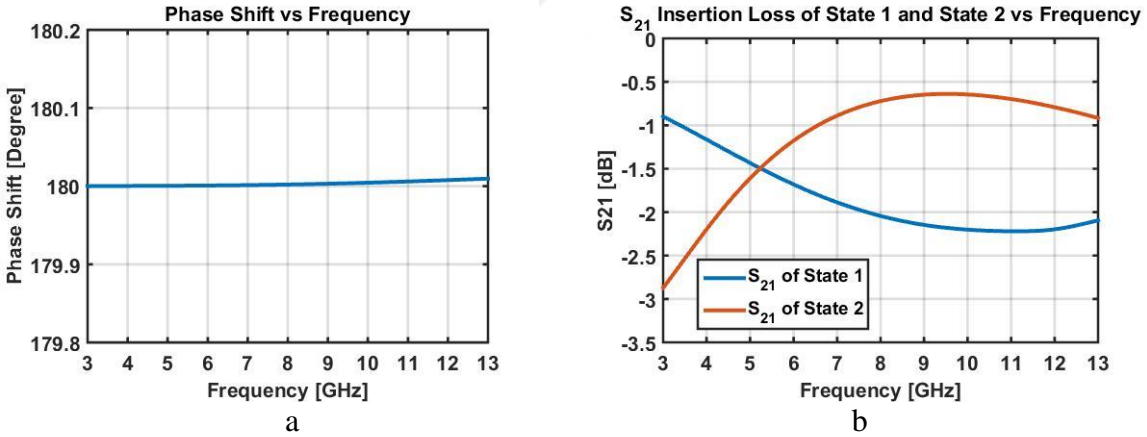 Phase Shift vs Frequency
180.2
180.1
180
179.9
179.8
Phase Shift [Degree]
3 4 5 6 7 8 9 10 11 12 13
Frequency [GHz]
a
S21 Insertion Loss of State 1 and State 2 vs Frequency
0
-0.5
-1
-1.5
-2
-2.5
-3
-3.5
S21 [dB]
S21 of State 1
S21 of State 2
3 4 5 6 7 8 9 10 11 12 13
Frequency [GHz]
b